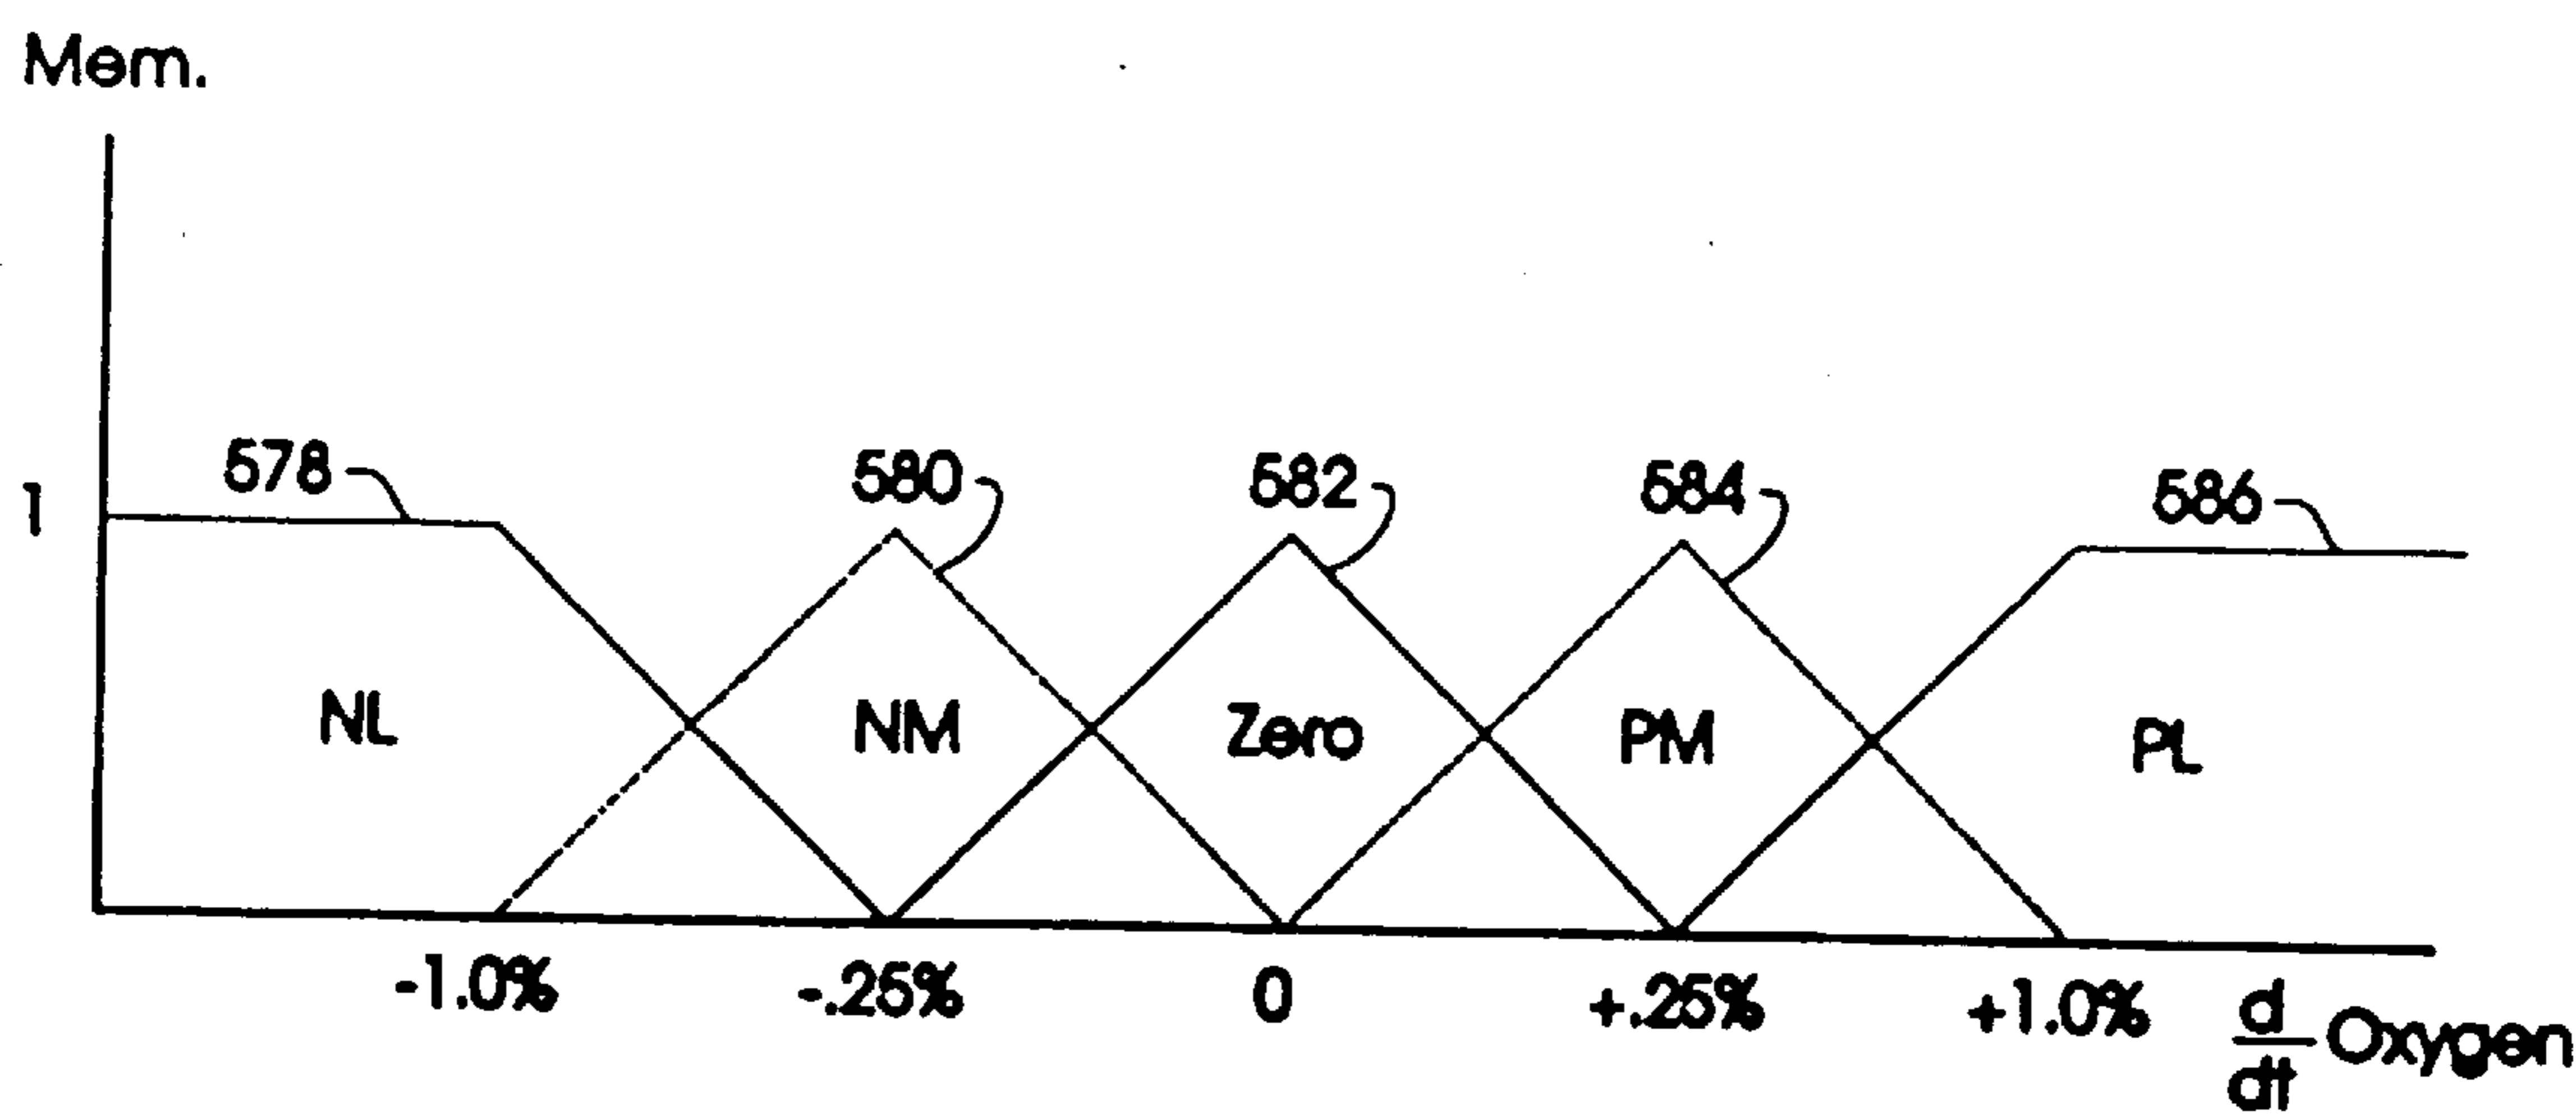 Mem.
578
580
582
584
586
1
NL
NM
Zero
PM
PL
-1.0%
-.25%
0
+.25%
+1.0%
d
dt
Oxygen